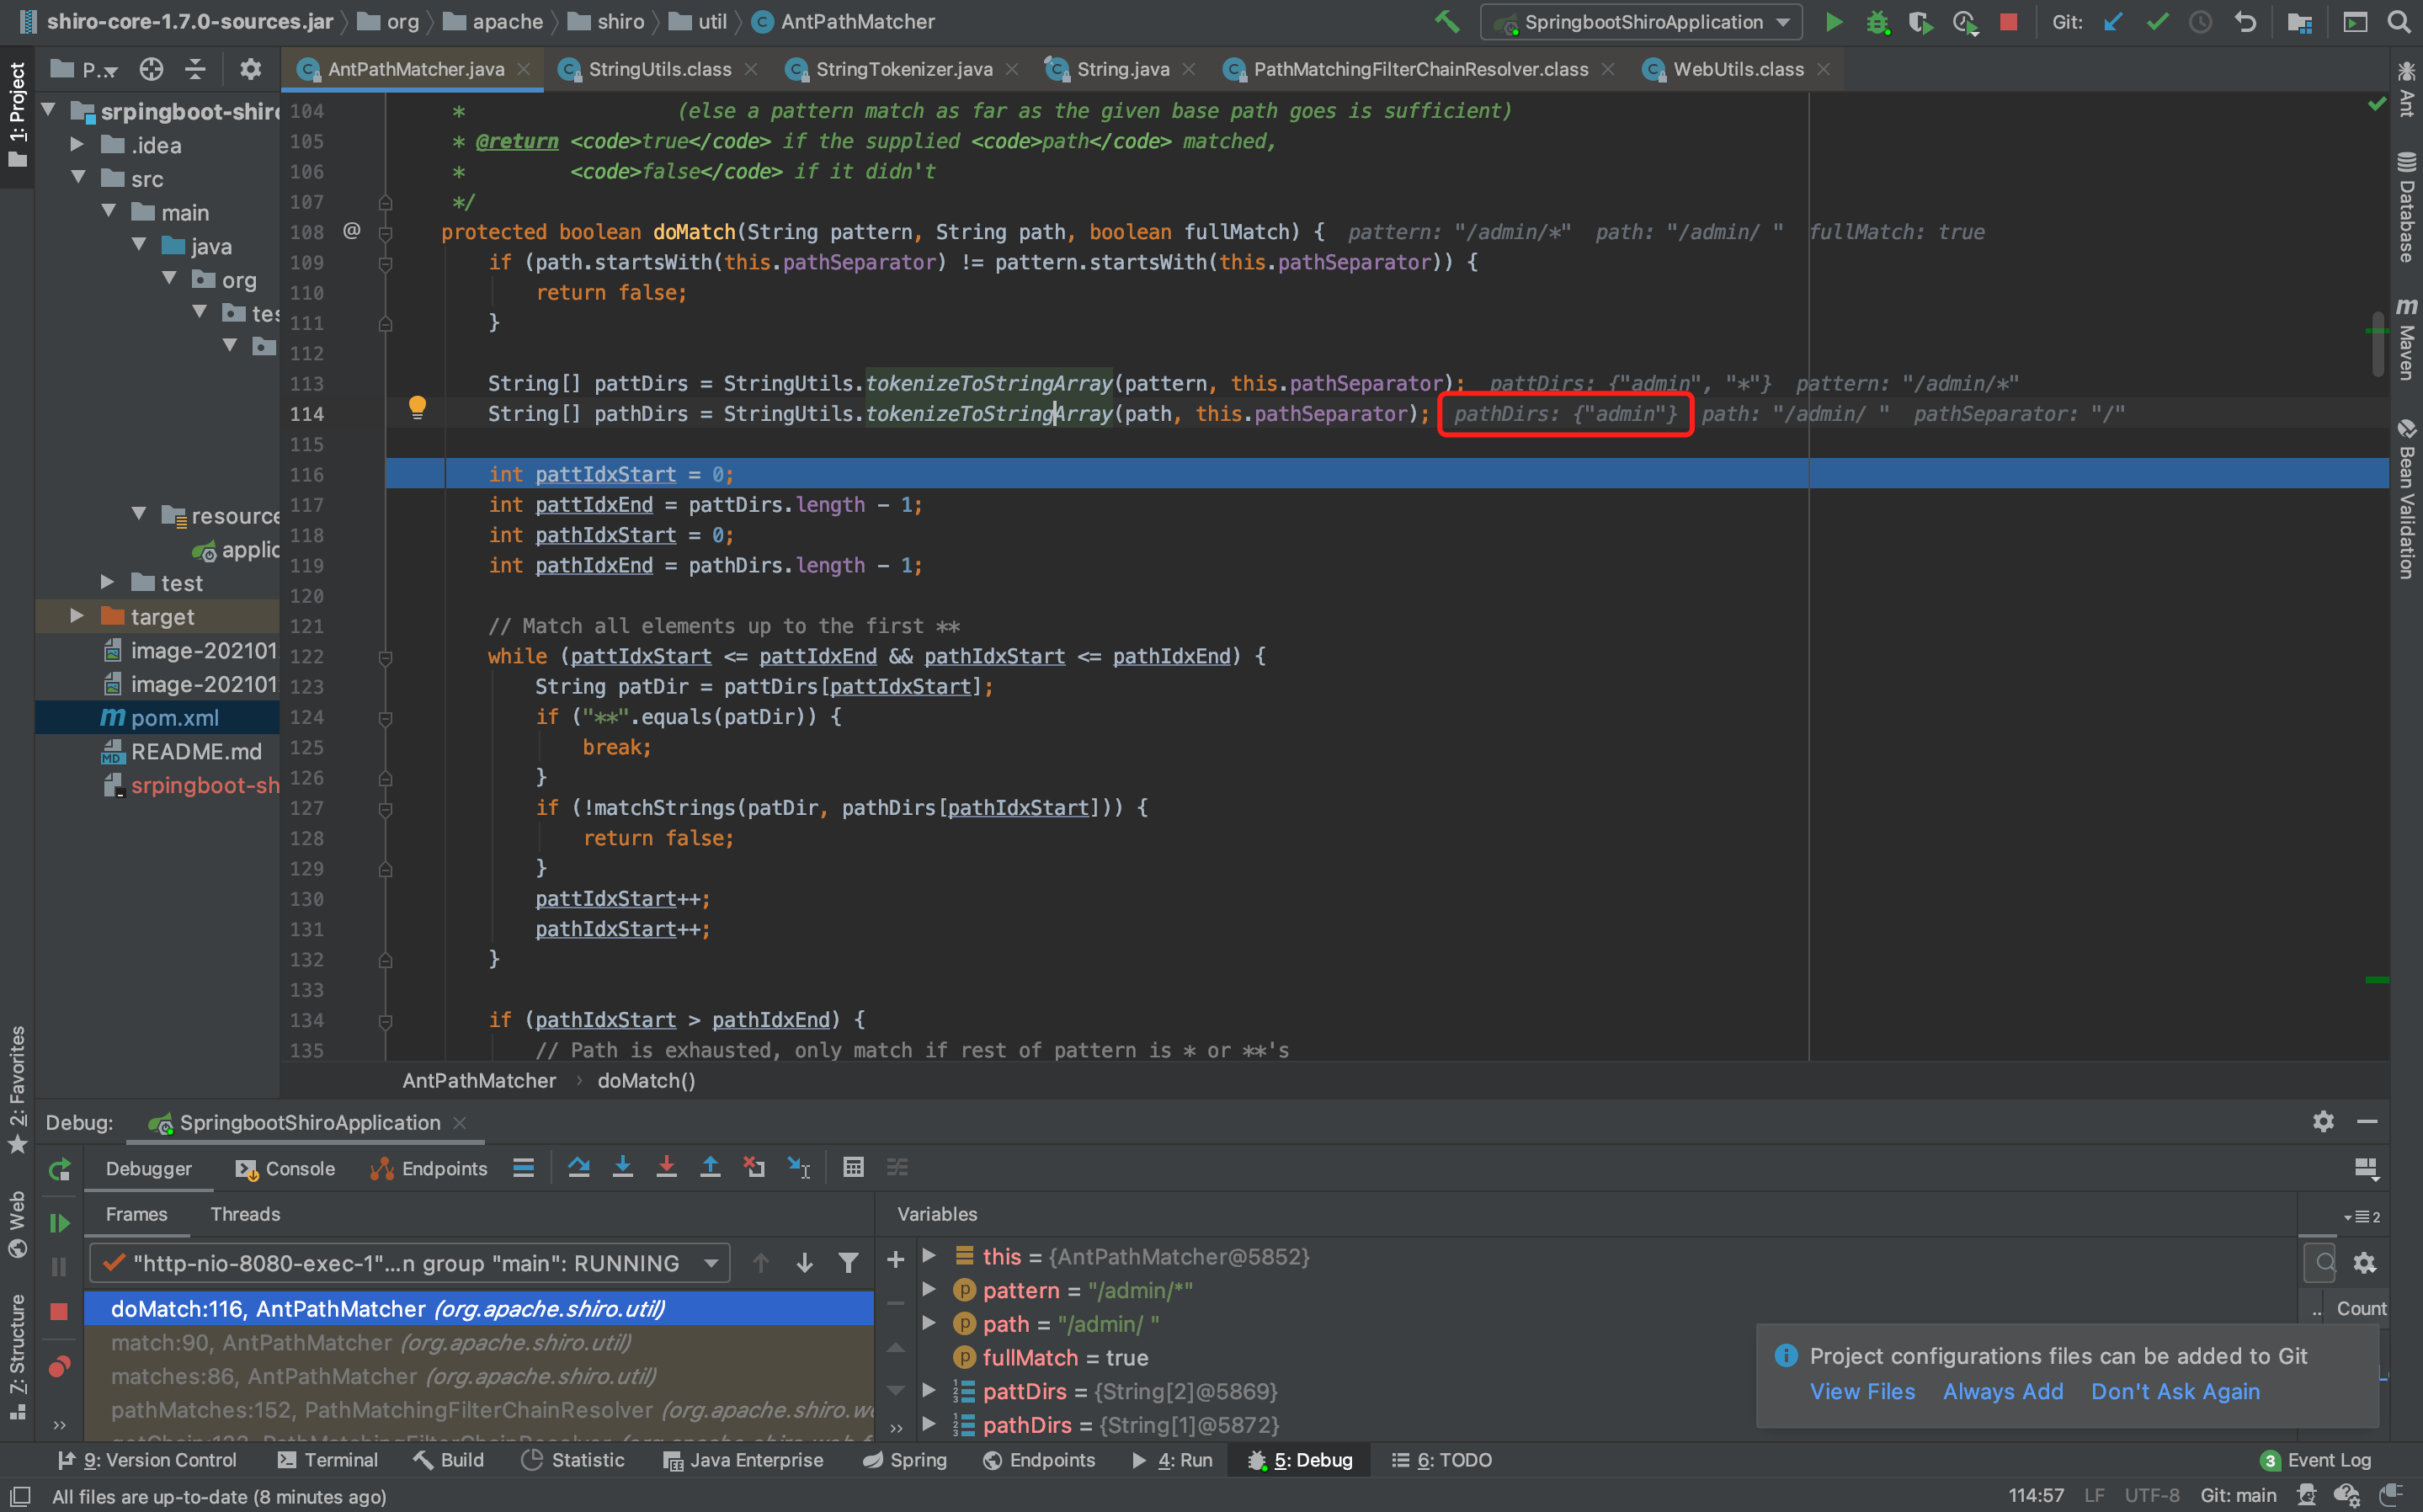 shiro-core-1.7.0-sources.jar org apache shiro util AntPathMatcher SpringbootShiroApplication Git:
P.. AntPathMatcher.java StringUtils.class StringTokenizer.java String.java PathMatchingFilterChainResolver.class WebUtils.class
1: Project
srpingboot-shiro
.idea
src
main
java
org
tes
resource
applic
test
target
image-202101
image-202101
pom.xml
README.md
srpingboot-sh
104 * (else a pattern match as far as the given base path goes is sufficient)
105 * @return <code>true</code> if the supplied <code>path</code> matched,
106 * <code>false</code> if it didn't
107 */
108 @ protected boolean doMatch(String pattern, String path, boolean fullMatch) { pattern: "/admin/*" path: "/admin/ " fullMatch: true
109 if (path.startsWith(this.pathSeparator) != pattern.startsWith(this.pathSeparator)) {
110 return false;
111 }
112
113 String[] pattDirs = StringUtils.tokenizeToStringArray(pattern, this.pathSeparator); pattDirs: {"admin", "*"} pattern: "/admin/*"
114 String[] pathDirs = StringUtils.tokenizeToStringArray(path, this.pathSeparator); pathDirs: {"admin"} path: "/admin/ " pathSeparator: "/"
115
116 int pattIdxStart = 0;
117 int pattIdxEnd = pattDirs.length - 1;
118 int pathIdxStart = 0;
119 int pathIdxEnd = pathDirs.length - 1;
120
121 // Match all elements up to the first **
122 while (pattIdxStart <= pattIdxEnd && pathIdxStart <= pathIdxEnd) {
123 String patDir = pattDirs[pattIdxStart];
124 if ("**".equals(patDir)) {
125 break;
126 }
127 if (!matchStrings(patDir, pathDirs[pathIdxStart])) {
128 return false;
129 }
130 pattIdxStart++;
131 pathIdxStart++;
132 }
133
134 if (pathIdxStart > pathIdxEnd) {
135 // Path is exhausted, only match if rest of pattern is * or **'s
AntPathMatcher doMatch()
Ant
Database
Maven
Bean Validation
2: Favorites
Web
Z: Structure
Debug: SpringbootShiroApplication
Debugger Console Endpoints
Frames Threads
"http-nio-8080-exec-1"...n group "main": RUNNING
doMatch:116, AntPathMatcher (org.apache.shiro.util)
match:90, AntPathMatcher (org.apache.shiro.util)
matches:86, AntPathMatcher (org.apache.shiro.util)
pathMatches:152, PathMatchingFilterChainResolver (org.apache.shiro.we
Variables
2
this = {AntPathMatcher@5852}
pattern = "/admin/*"
path = "/admin/ "
fullMatch = true
pattDirs = {String[2]@5869}
pathDirs = {String[1]@5872}
.. Count
Project configurations files can be added to Git
View Files Always Add Don't Ask Again
9: Version Control Terminal Build Statistic Java Enterprise Spring Endpoints 4: Run 5: Debug 6: TODO 3 Event Log
All files are up-to-date (8 minutes ago) 114:57 LF UTF-8 Git: main